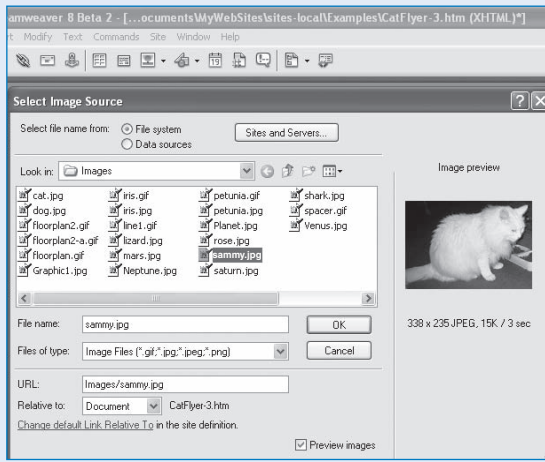 amweaver 8 Beta 2 - [...ocuments\MyWebSites\sites-local\Examples\CatFlyer-3.htm (XHTML)*]
rt Modify Text Commands Site Window Help
19
Select Image Source
?
X
Select file name from: File system
Sites and Servers...
Data sources
Look in: Images
Image preview
cat.jpg iris.gif petunia.gif shark.jpg
dog.jpg iris.jpg petunia.jpg spacer.gif
floorplan2.gif line1.gif Planet.jpg Venus.jpg
floorplan2-a.gif lizard.jpg rose.jpg
floorplan.gif mars.jpg sammy.jpg
Graphic1.jpg Neptune.jpg saturn.jpg
File name: sammy.jpg OK
338 x 235 JPEG, 15K / 3 sec
Files of type: Image Files (*.gif;*.jpg;*.jpeg;*.png) Cancel
URL: Images/sammy.jpg
Relative to: Document CatFlyer-3.htm
Change default Link Relative To in the site definition.
Preview images